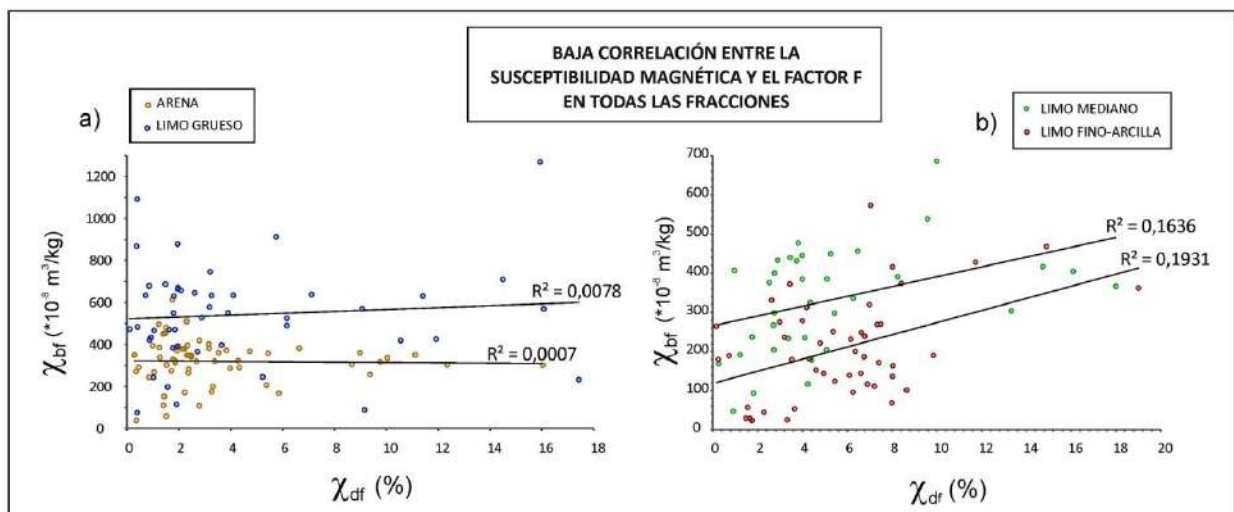 BAJA CORRELACIÓN ENTRE LA
SUSCEPTIBILIDAD MAGNÉTICA Y EL FACTOR F
EN TODAS LAS FRACCIONES
a)
ARENA
LIMO GRUESO
1200
1000
800
600
400
200
0
χbf (*10⁻⁸ m³/kg)
R² = 0,0078
R² = 0,0007
0 2 4 6 8 10 12 14 16 18
χdf (%)
b)
LIMO MEDIANO
LIMO FINO-ARCILLA
700
600
500
400
300
200
100
0
χbf (*10⁻⁸ m³/kg)
R² = 0,1636
R² = 0,1931
0 2 4 6 8 10 12 14 16 18 20
χdf (%)